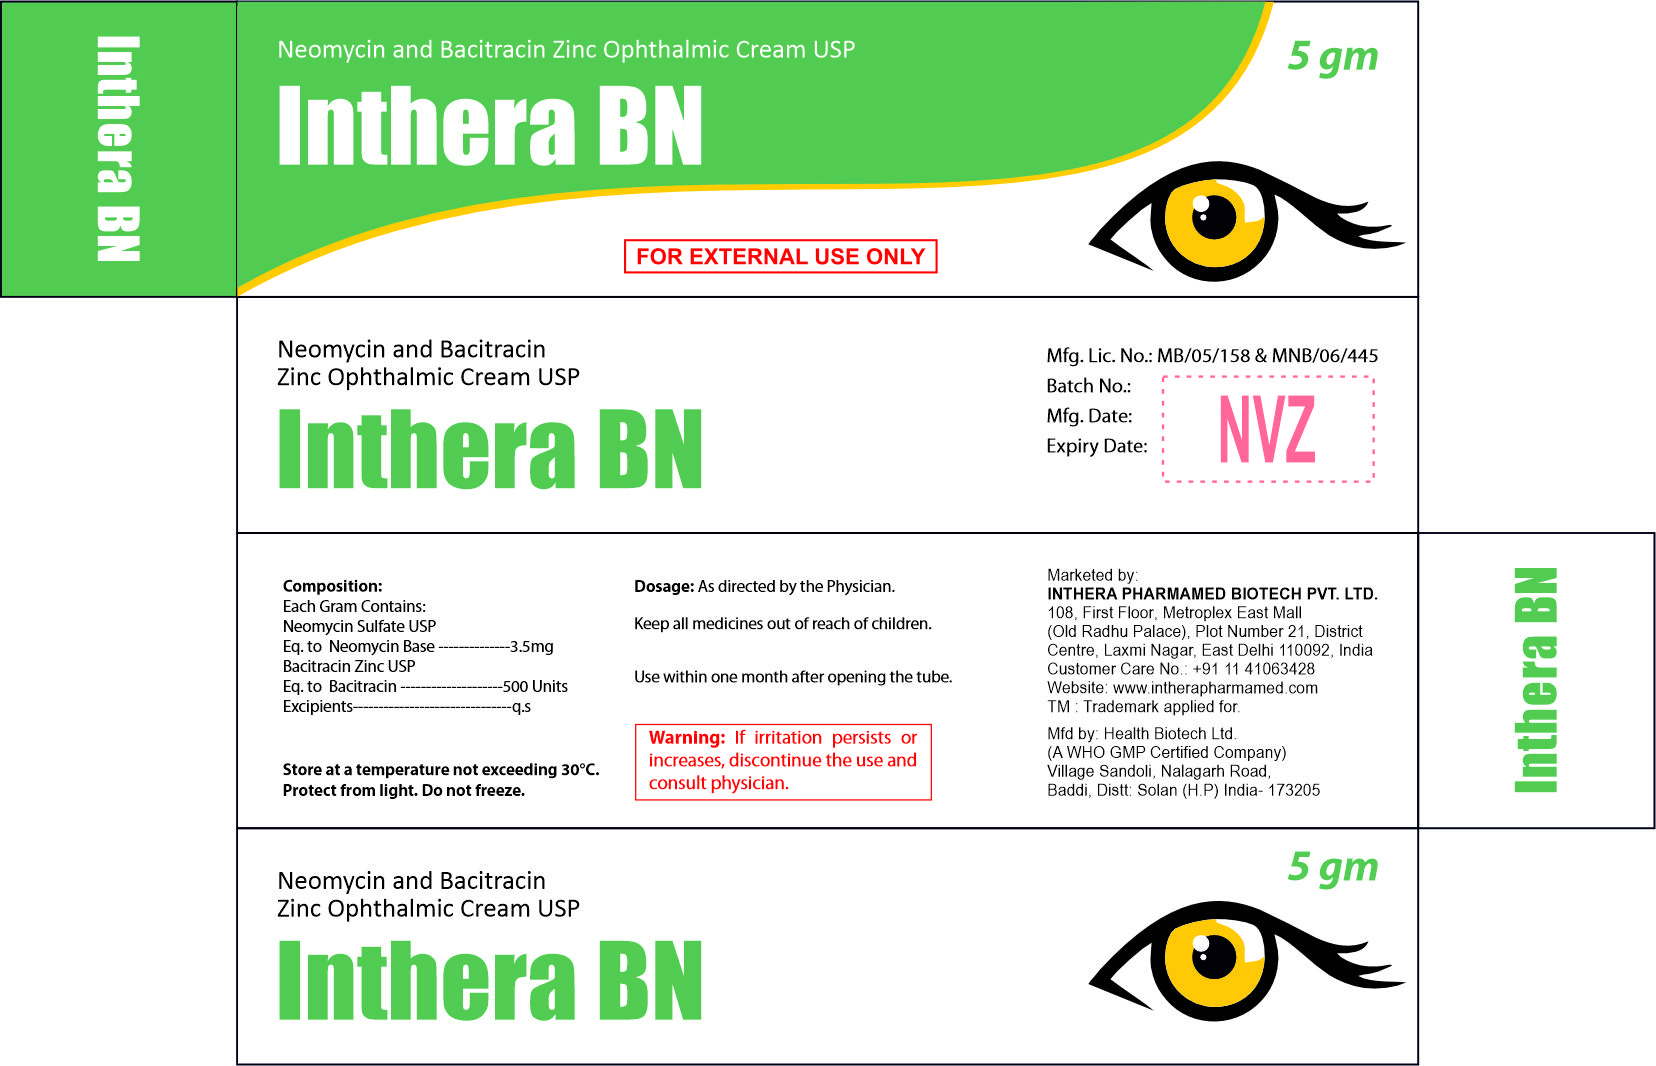 Inthera BN
Neomycin and Bacitracin Zinc Ophthalmic Cream USP
5 gm
Inthera BN
FOR EXTERNAL USE ONLY
Neomycin and Bacitracin
Zinc Ophthalmic Cream USP
Inthera BN
Mfg. Lic. No.: MB/05/158 & MNB/06/445
Batch No.:
Mfg. Date:
Expiry Date:
NVZ
Composition:
Each Gram Contains:
Neomycin Sulfate USP
Eq. to Neomycin Base --------------3.5mg
Bacitracin Zinc USP
Eq. to Bacitracin --------------------500 Units
Excipients-------------------------------q.s
Store at a temperature not exceeding 30°C.
Protect from light. Do not freeze.
Dosage: As directed by the Physician.
Keep all medicines out of reach of children.
Use within one month after opening the tube.
Warning: If irritation persists or
increases, discontinue the use and
consult physician.
Marketed by:
INTHERA PHARMAMED BIOTECH PVT. LTD.
108, First Floor, Metroplex East Mall
(Old Radhu Palace), Plot Number 21, District
Centre, Laxmi Nagar, East Delhi 110092, India
Customer Care No.: +91 11 41063428
Website: www.intherapharmamed.com
TM : Trademark applied for.
Mfd by: Health Biotech Ltd.
(A WHO GMP Certified Company)
Village Sandoli, Nalagarh Road,
Baddi, Distt: Solan (H.P) India- 173205
Inthera BN
Neomycin and Bacitracin
Zinc Ophthalmic Cream USP
Inthera BN
5 gm